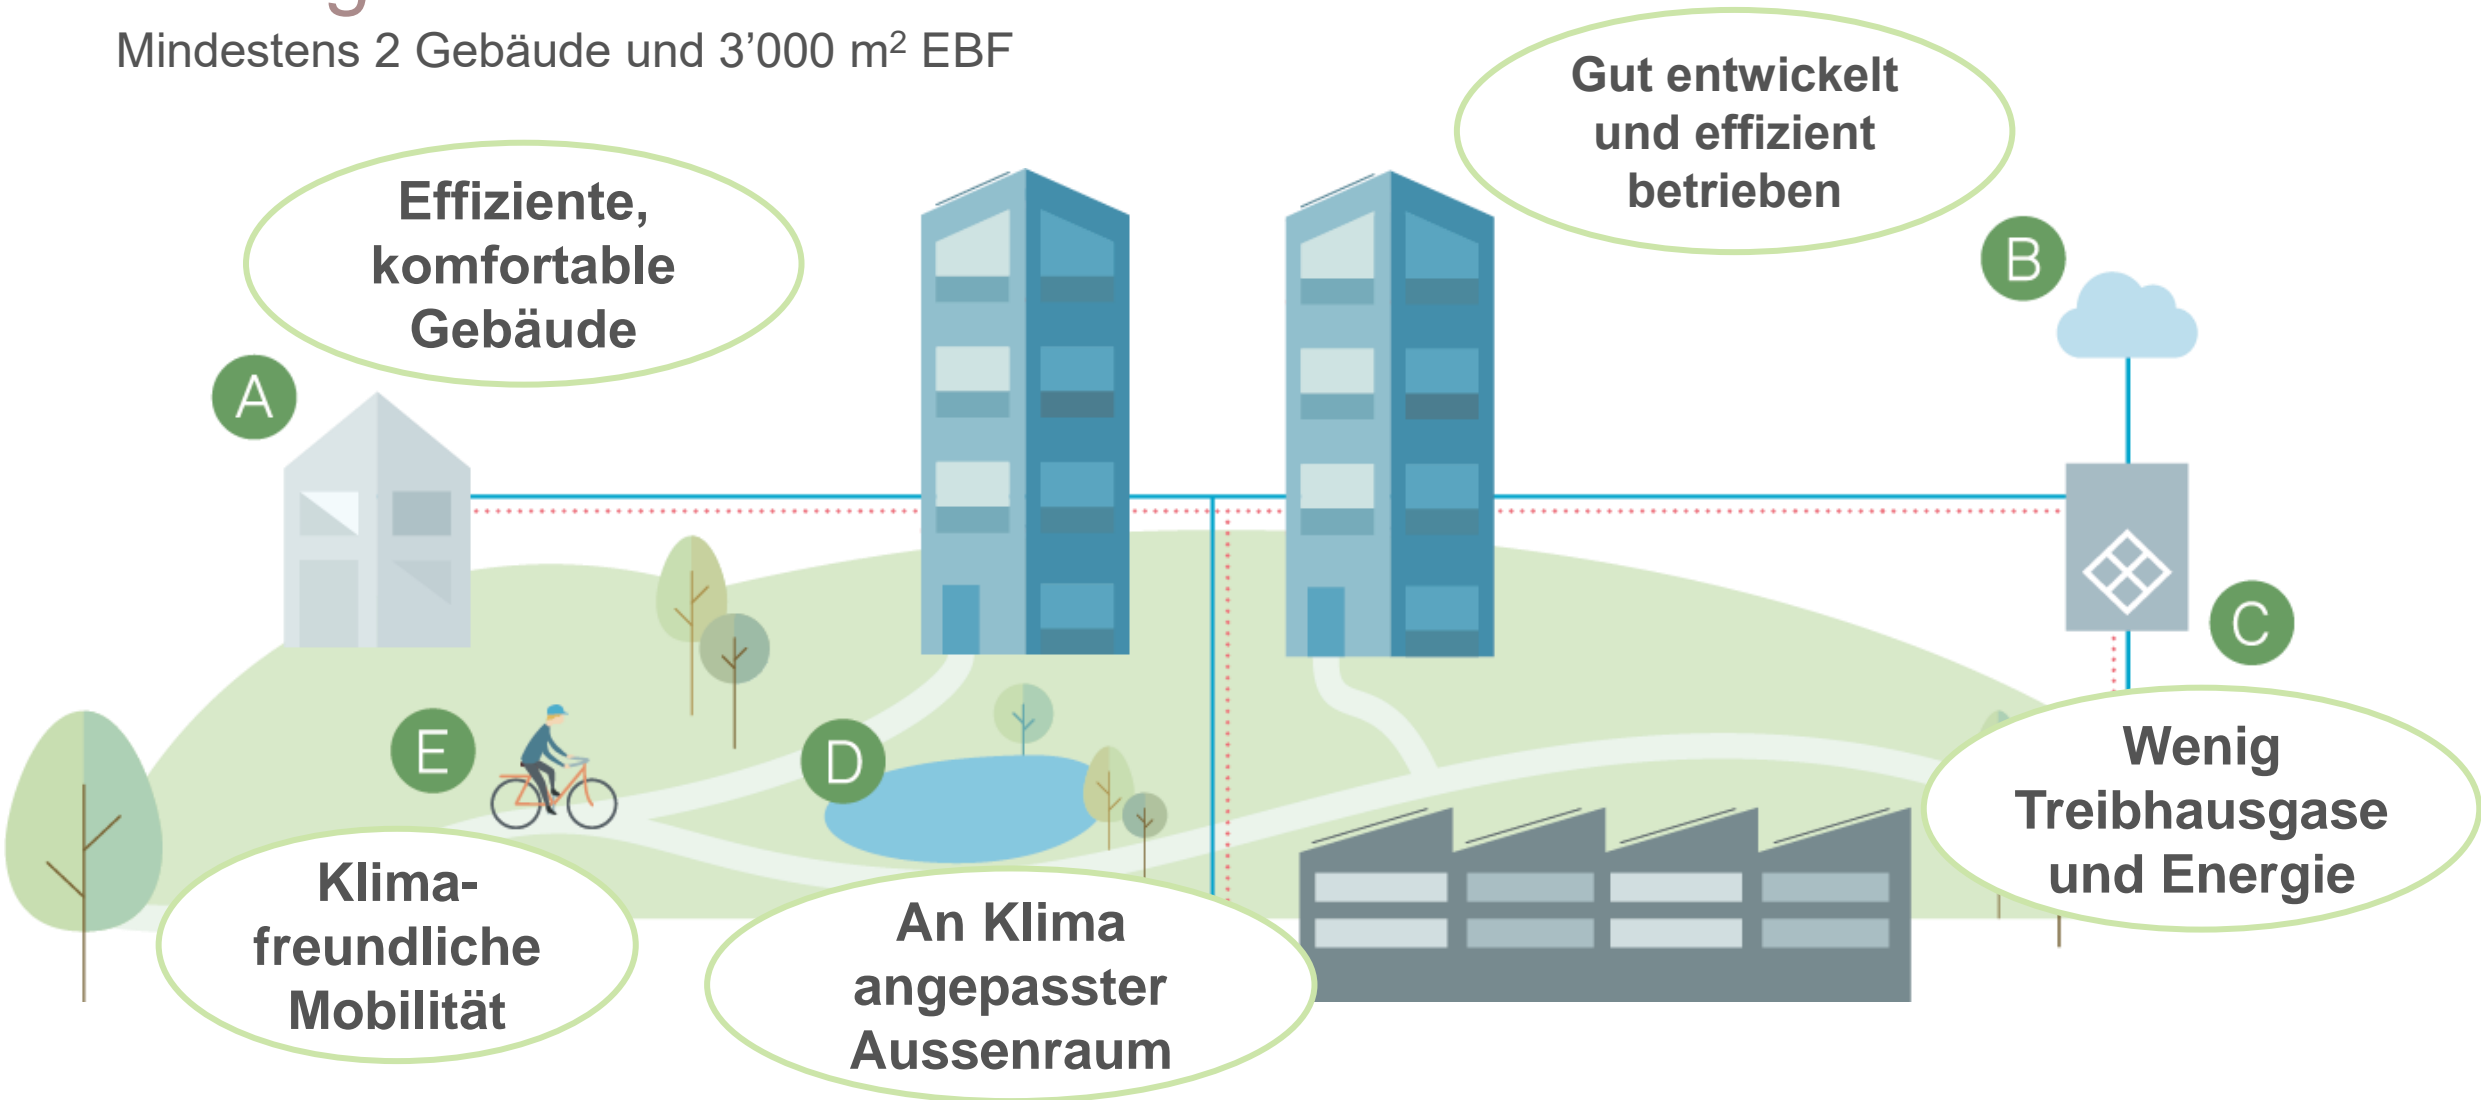 Mindestens 2 Gebäude und 3’000 m² EBF
Gut entwickelt
und effizient
betrieben
Effiziente,
komfortable
Gebäude
B
A
C
E
D
Wenig
Treibhausgase
und Energie
Klima-
freundliche
Mobilität
An Klima
angepasster
Aussenraum